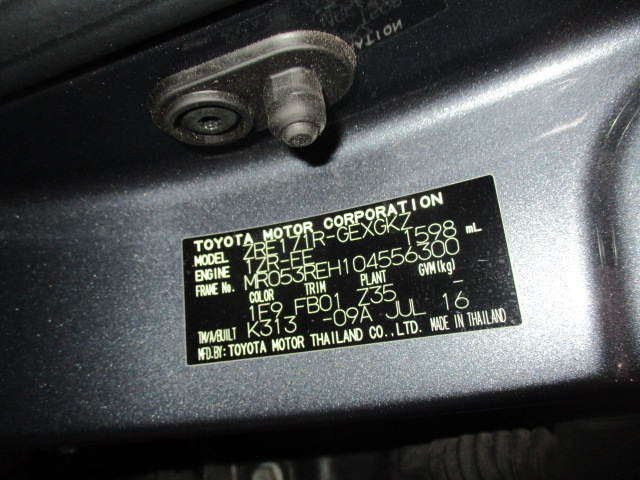 TOYOTA MOTOR CORPORATION
MODEL ZRE171R-GEXGKZ
ENGINE 1ZR-FE 1598 mL
FRAME No. MR053REH104556300
COLOR TRIM PLANT GVM(kg)
1E9 FB01 Z35 -
TM/A/BUILT K313 -09A JUL 16
MFD.BY: TOYOTA MOTOR THAILAND CO.,LTD. MADE IN THAILAND